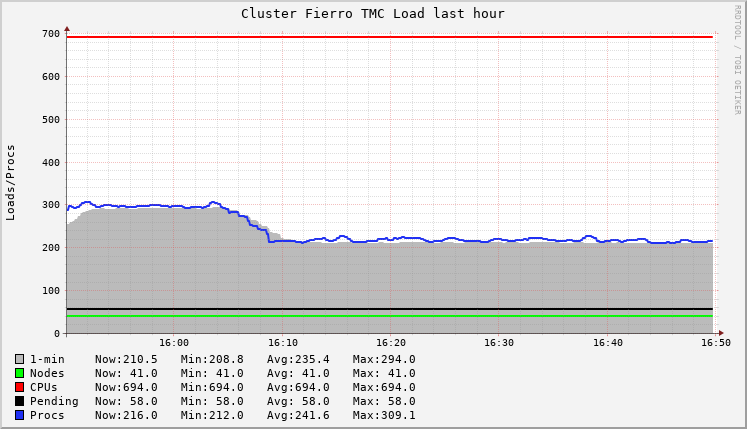 Cluster Fierro TMC Load last hour
RRDTOOL / TOBI OETIKER
Loads/Procs
700
600
500
400
300
200
100
0
16:00 16:10 16:20 16:30 16:40 16:50
1-min Now:210.5 Min:208.8 Avg:235.4 Max:294.0
Nodes Now: 41.0 Min: 41.0 Avg: 41.0 Max: 41.0
CPUs Now:694.0 Min:694.0 Avg:694.0 Max:694.0
Pending Now: 58.0 Min: 58.0 Avg: 58.0 Max: 58.0
Procs Now:216.0 Min:212.0 Avg:241.6 Max:309.1